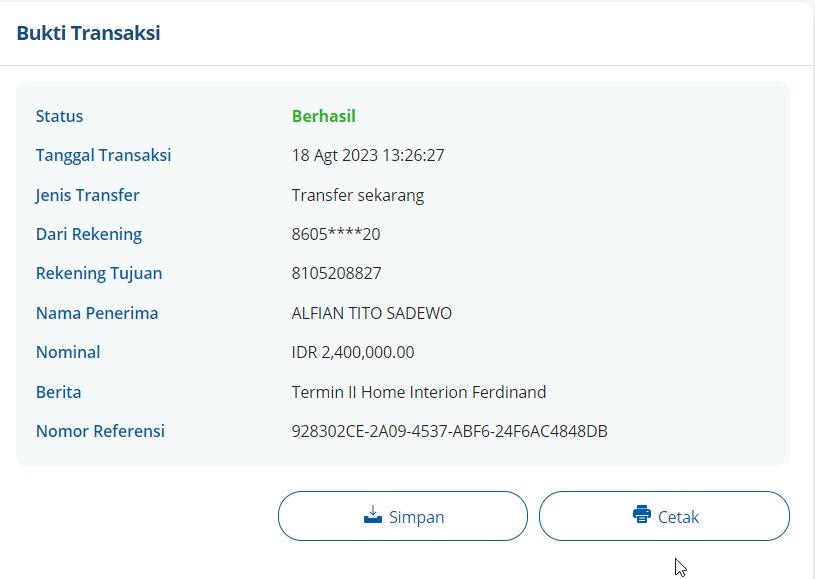 Bukti Transaksi
Status Berhasil
Tanggal Transaksi 18 Agt 2023 13:26:27
Jenis Transfer Transfer sekarang
Dari Rekening 8605****20
Rekening Tujuan 8105208827
Nama Penerima ALFIAN TITO SADEWO
Nominal IDR 2,400,000.00
Berita Termin II Home Interion Ferdinand
Nomor Referensi 928302CE-2A09-4537-ABF6-24F6AC4848DB
Simpan Cetak